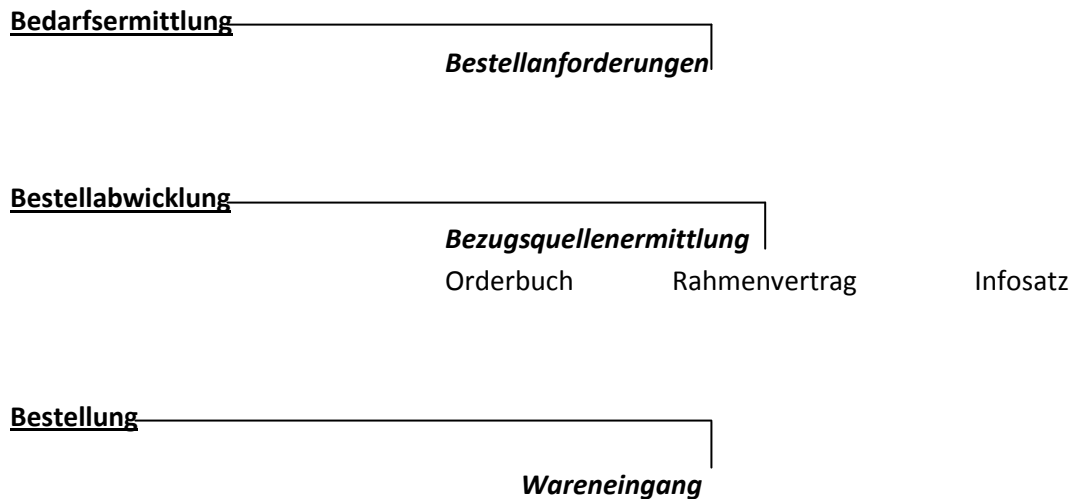 Bedarfsermittlung
Bestellanforderungen
Bestellabwicklung
Bezugsquellenermittlung
Orderbuch Rahmenvertrag Infosatz
Bestellung
Wareneingang